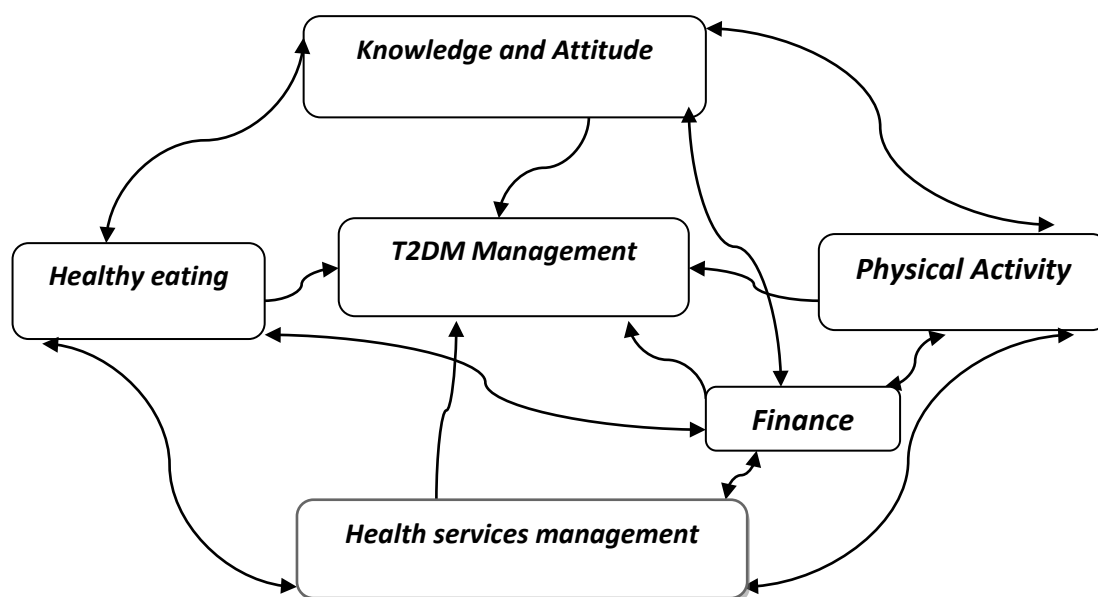 Knowledge and Attitude
T2DM Management
Healthy eating
Physical Activity
Finance
Health services management